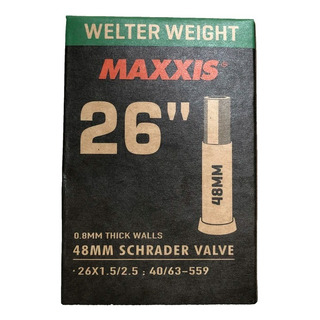 WELTER WEIGHT
MAXXIS
26"
48MM
0.8MM THICK WALLS
48MM SCHRADER VALVE
·26X1.5/2.5 ; 40/63-559